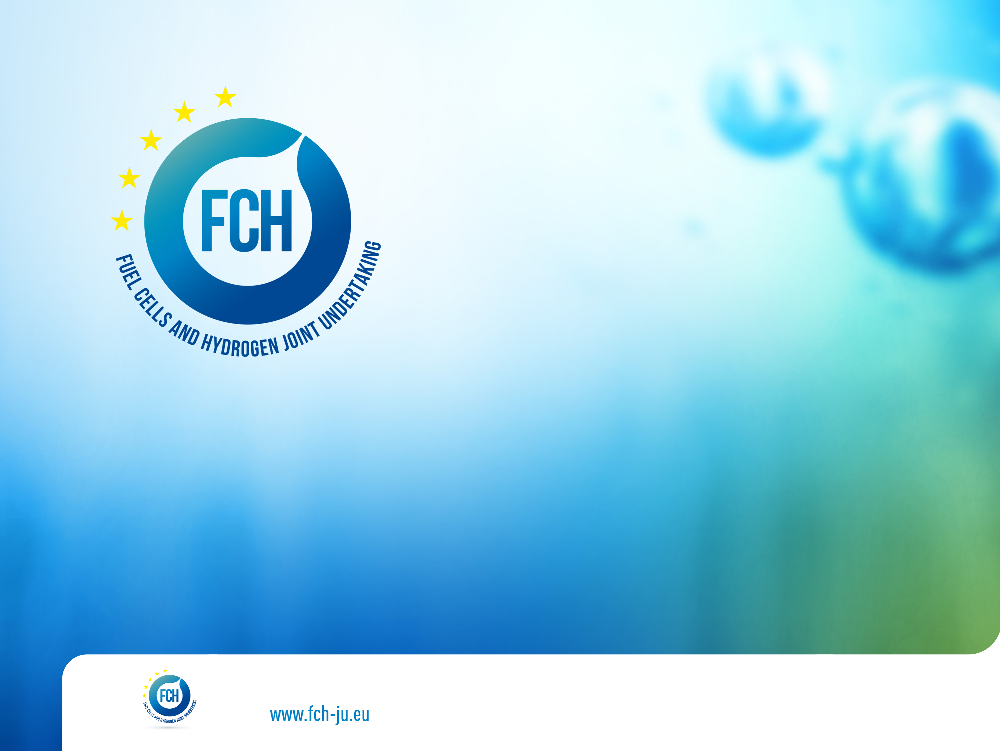 FCH
FUEL CELLS AND HYDROGEN JOINT UNDERTAKING
FCH
FUEL CELLS AND HYDROGEN JOINT UNDERTAKING
www.fch-ju.eu